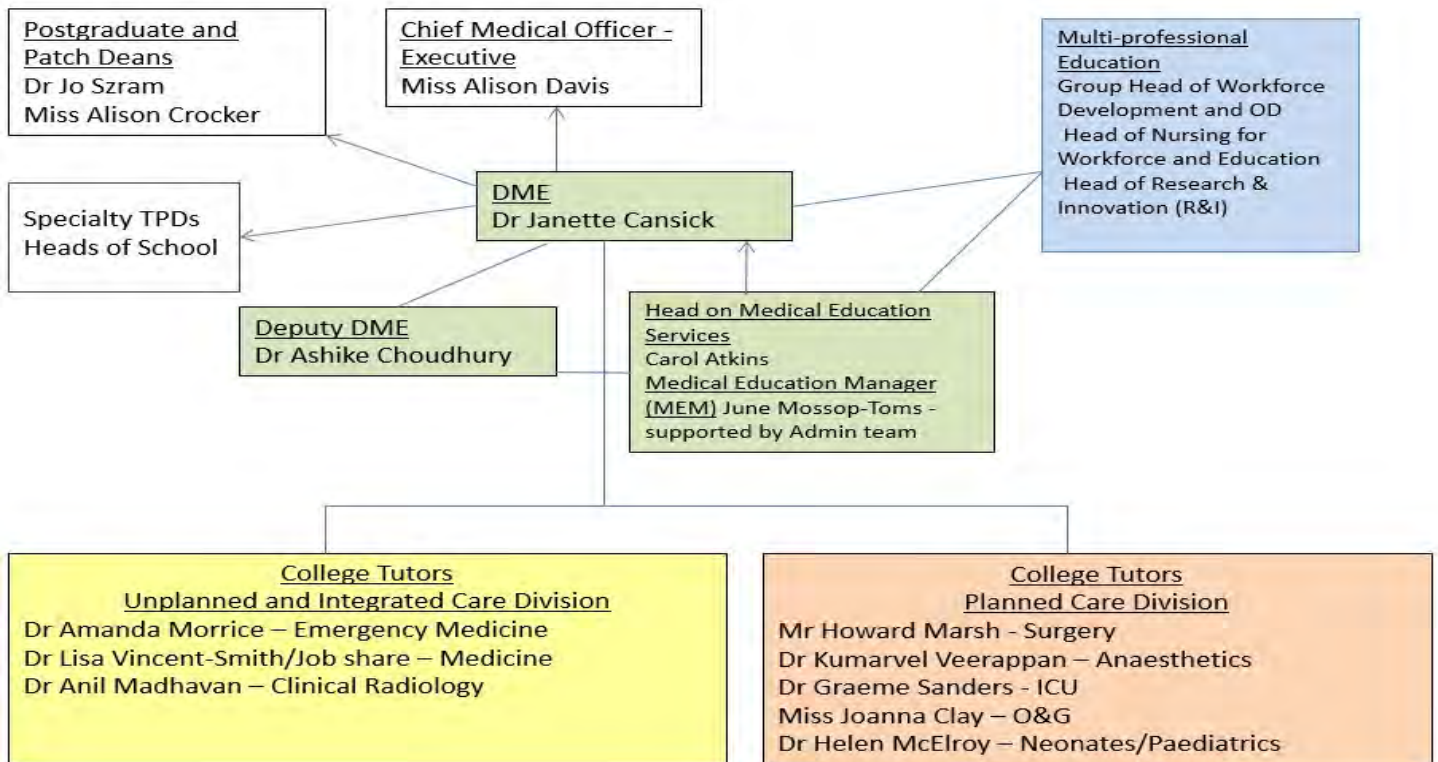 Postgraduate and
Patch Deans
Dr Jo Szram
Miss Alison Crocker
Chief Medical Officer -
Executive
Miss Alison Davis
Multi-professional
Education
Group Head of Workforce
Development and OD
Head of Nursing for
Workforce and Education
Head of Research &
Innovation (R&I)
DME
Dr Janette Cansick
Specialty TPDs
Heads of School
Deputy DME
Dr Ashike Choudhury
Head on Medical Education
Services
Carol Atkins
Medical Education Manager
(MEM) June Mossop-Toms -
supported by Admin team
College Tutors
Unplanned and Integrated Care Division
Dr Amanda Morrice – Emergency Medicine
Dr Lisa Vincent-Smith/Job share – Medicine
Dr Anil Madhavan – Clinical Radiology
College Tutors
Planned Care Division
Mr Howard Marsh - Surgery
Dr Kumarvel Veerappan – Anaesthetics
Dr Graeme Sanders - ICU
Miss Joanna Clay – O&G
Dr Helen McElroy – Neonates/Paediatrics